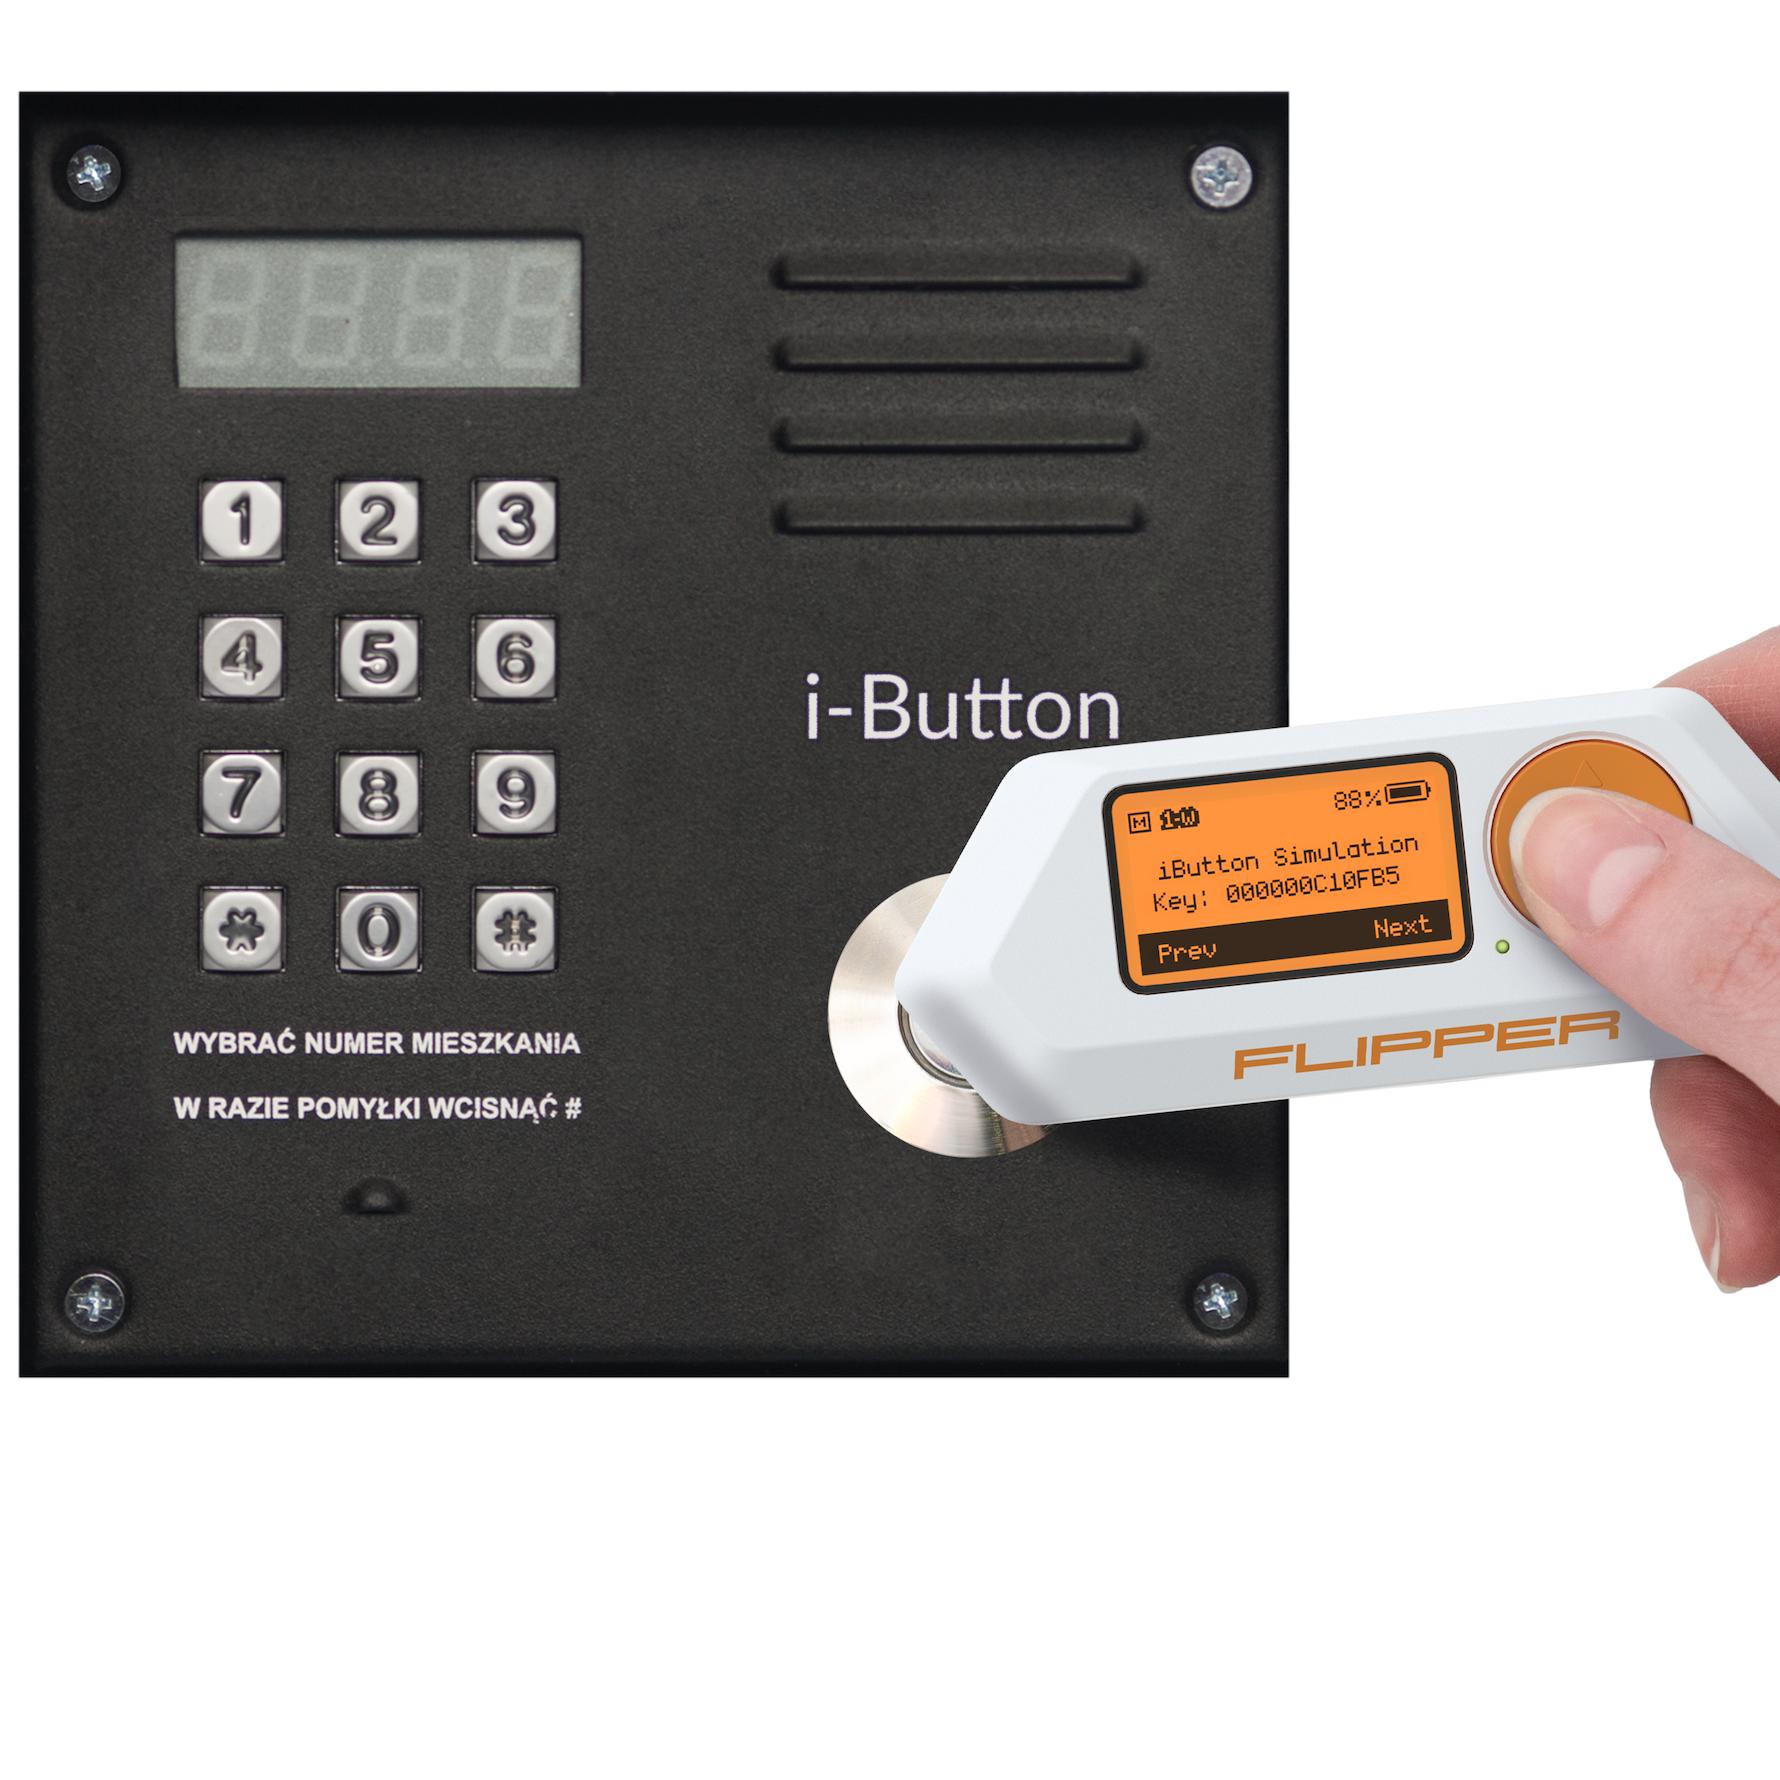 1 2 3
4 5 6
7 8 9
* 0 #
WYBRAĆ NUMER MIESZKANIA
W RAZIE POMYŁKI WCISNĄĆ #
i-Button
M 1-W 88%
iButton Simulation
Key: 000000C10FB5
Prev Next
FLIPPER